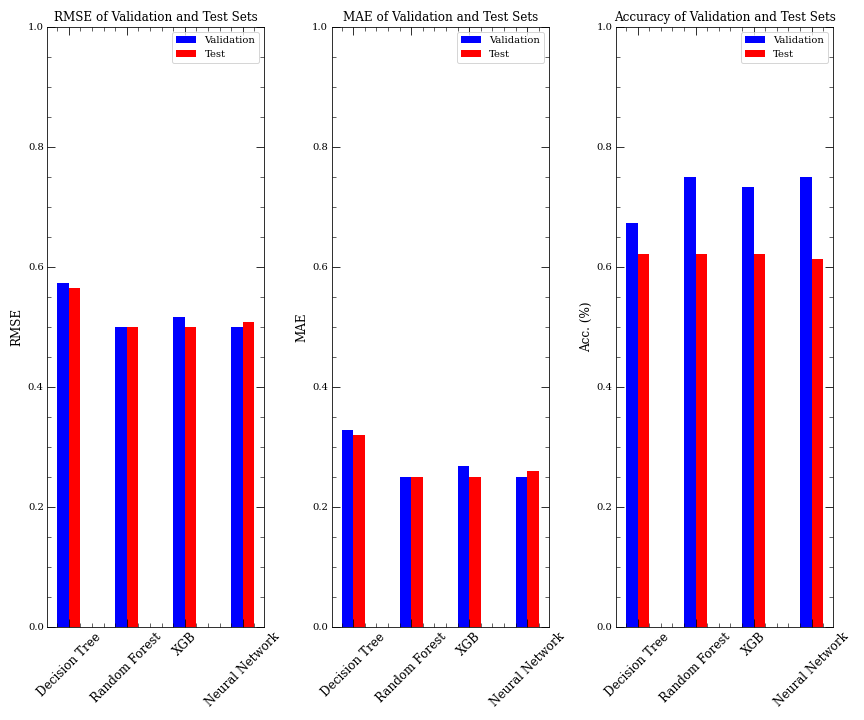 RMSE of Validation and Test Sets
1.0
0.8
0.6
0.4
0.2
0.0
RMSE
Validation
Test
Decision Tree
Random Forest
XGB
Neural Network
MAE of Validation and Test Sets
1.0
0.8
0.6
0.4
0.2
0.0
MAE
Validation
Test
Decision Tree
Random Forest
XGB
Neural Network
Accuracy of Validation and Test Sets
1.0
0.8
0.6
0.4
0.2
0.0
Acc. (%)
Validation
Test
Decision Tree
Random Forest
XGB
Neural Network